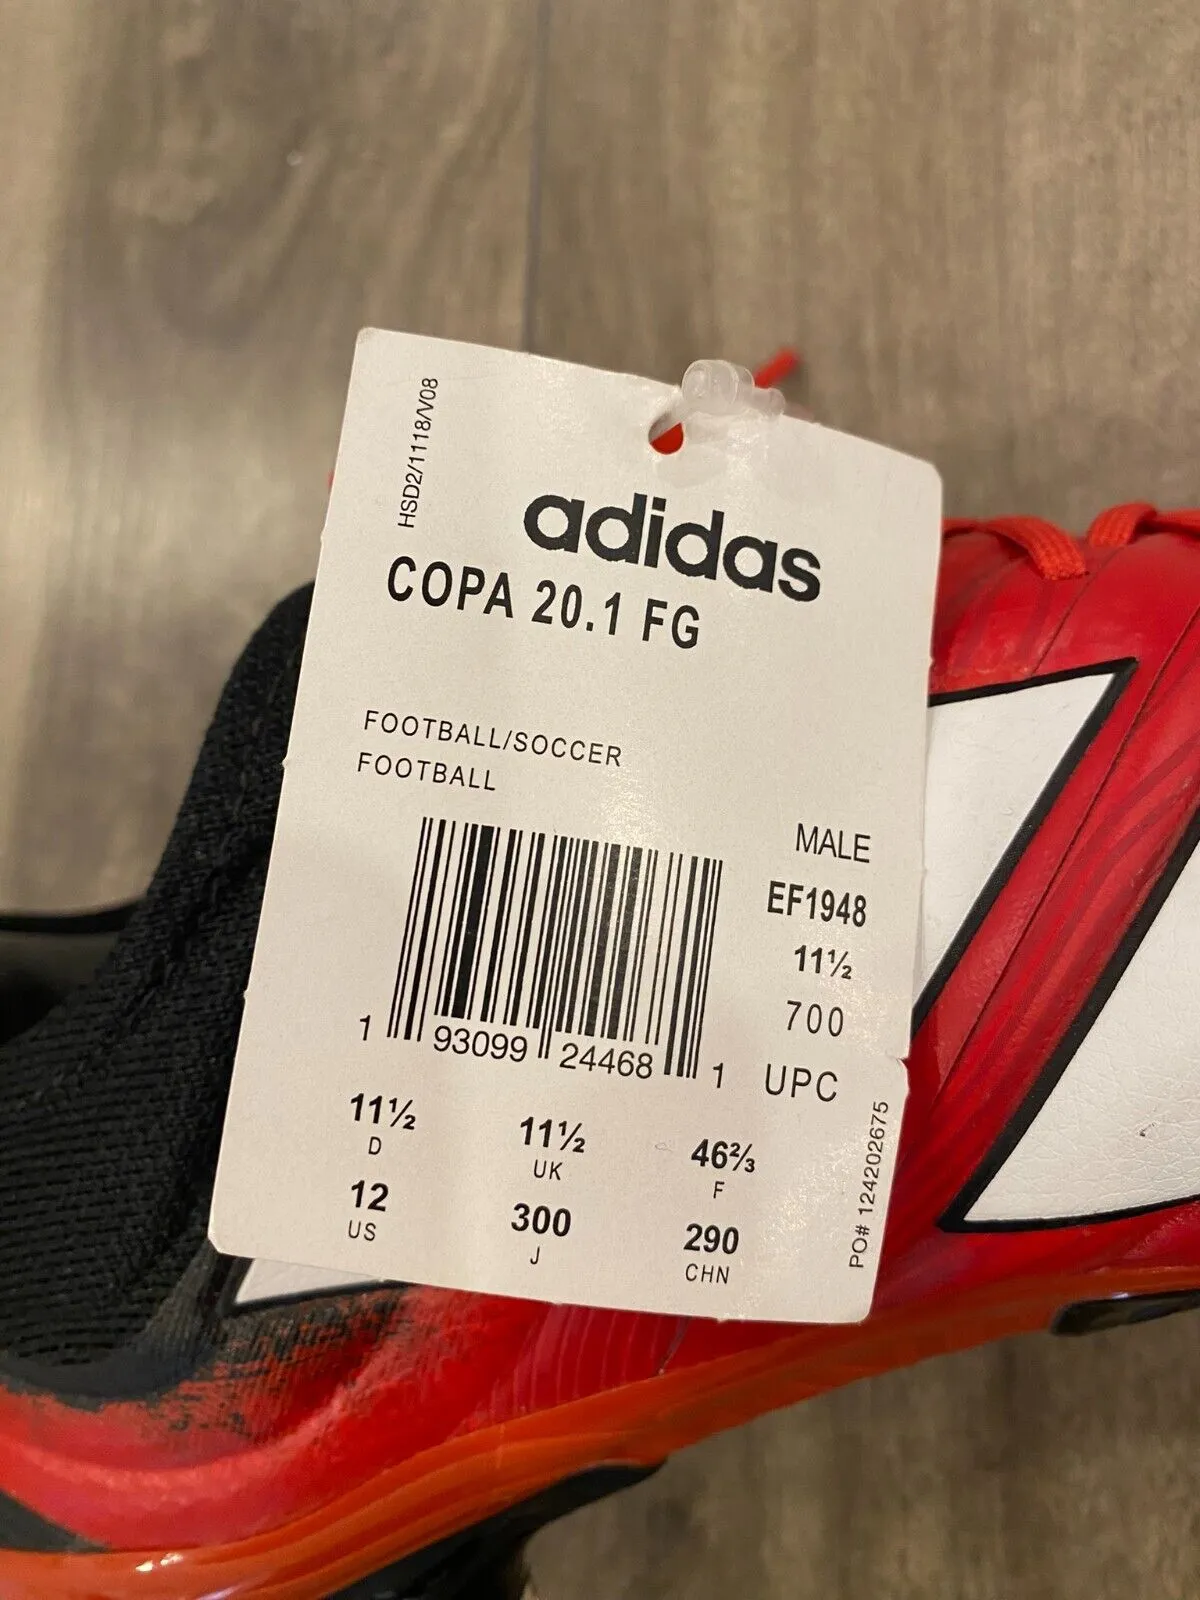 HSD2/1118/V08
adidas
COPA 20.1 FG
FOOTBALL/SOCCER
FOOTBALL
MALE
EF1948
11½
700
1 93099 24468 1 UPC
11½ 11½ 46⅔
D UK F
12 300 290
US J CHN
PO# 124202675